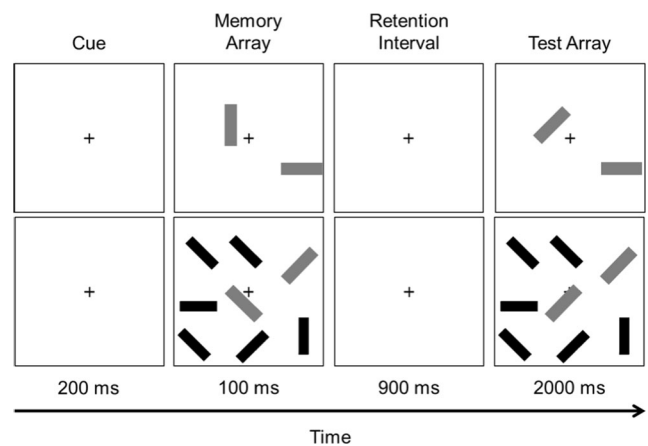 Cue
Memory
Array
Retention
Interval
Test Array
200 ms
100 ms
900 ms
2000 ms
Time